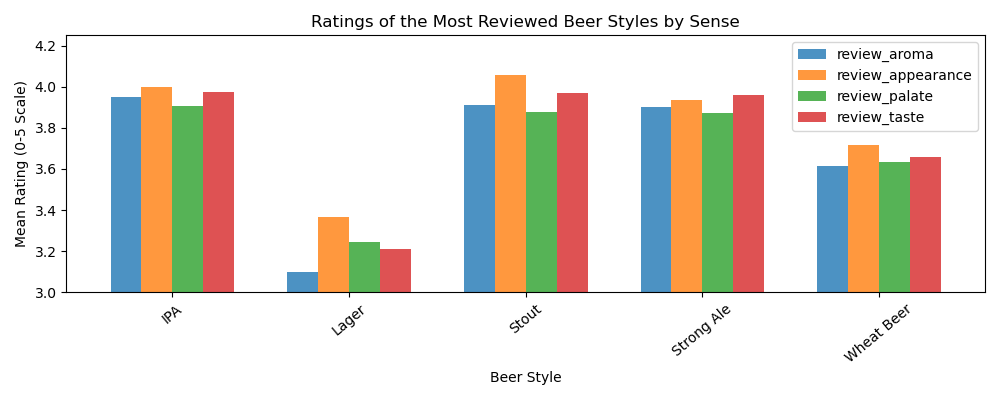 Ratings of the Most Reviewed Beer Styles by Sense
Mean Rating (0-5 Scale)
4.2
4.0
3.8
3.6
3.4
3.2
3.0
review_aroma
review_appearance
review_palate
review_taste
IPA
Lager
Stout
Strong Ale
Wheat Beer
Beer Style